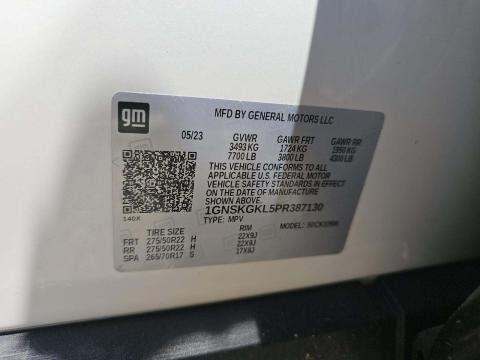 gm
MFD BY GENERAL MOTORS LLC
05/23 GVWR GAWR FRT GAWR RR
3493 KG 1724 KG 1950 KG
7700 LB 3800 LB 4300 LB
THIS VEHICLE CONFORMS TO ALL
APPLICABLE U.S. FEDERAL MOTOR
VEHICLE SAFETY STANDARDS IN
EFFECT ON THE DATE OF MANUFACTURE
SHOWN ABOVE.
1GNSKGKL5PR387130
TYPE: MPV MODEL:
TIRE SIZE RIM
FRT 275/50R22 H 22X9J
RR 275/50R22 H 22X9J
SPA 265/70R17 S 17X8J